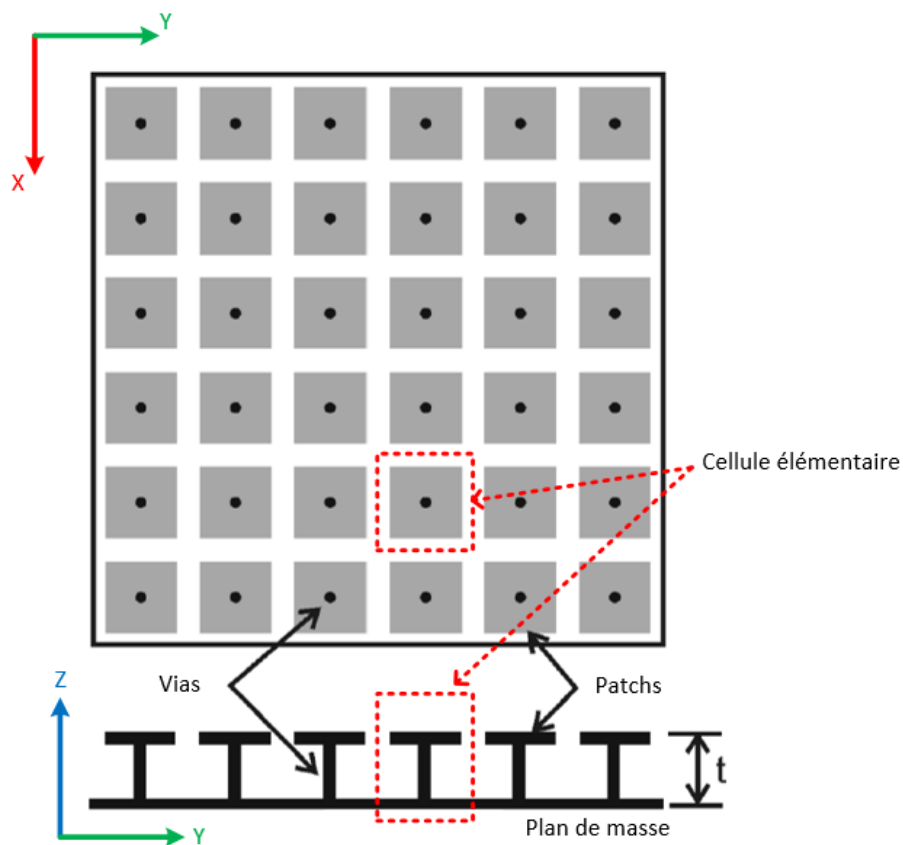 Y
X
Cellule élémentaire
Z
Vias
Patchs
t
Plan de masse
Y